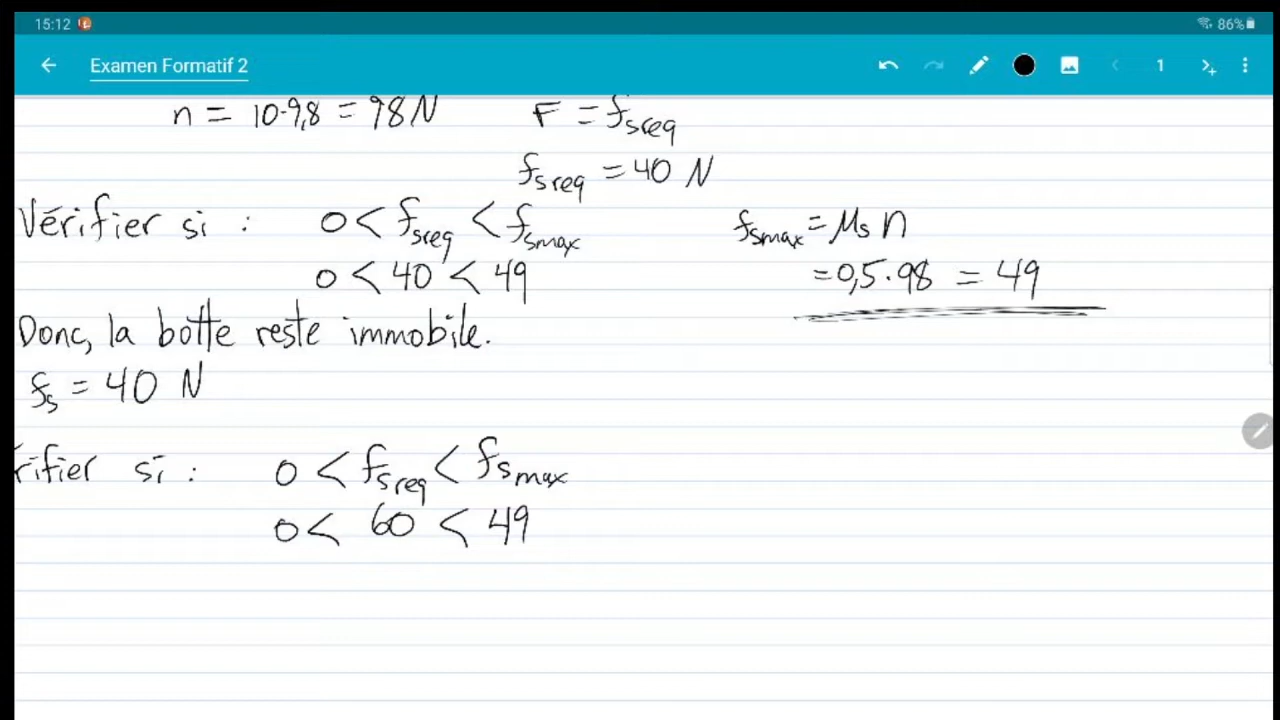 15:12 86%
Examen Formatif 2
1
n = 10·9,8 = 98N F = fsreq
fsreq = 40 N
Vérifier si : 0 < fsreq < fsmax fsmax = μs n
0 < 40 < 49 = 0,5·98 = 49
Donc, la boîte reste immobile.
fs = 40 N
rifier si : 0 < fsreq < fsmax
0 < 60 < 49